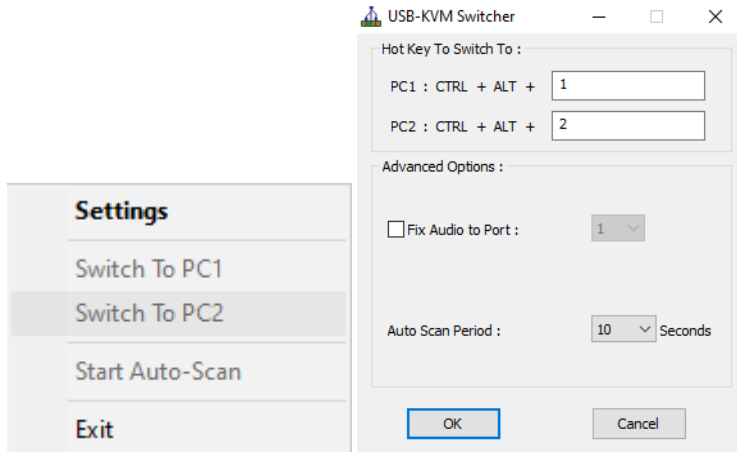 Settings
Switch To PC1
Switch To PC2
Start Auto-Scan
Exit
USB-KVM Switcher
Hot Key To Switch To :
PC1 : CTRL + ALT + 1
PC2 : CTRL + ALT + 2
Advanced Options :
Fix Audio to Port : 1
Auto Scan Period : 10 Seconds
OK Cancel